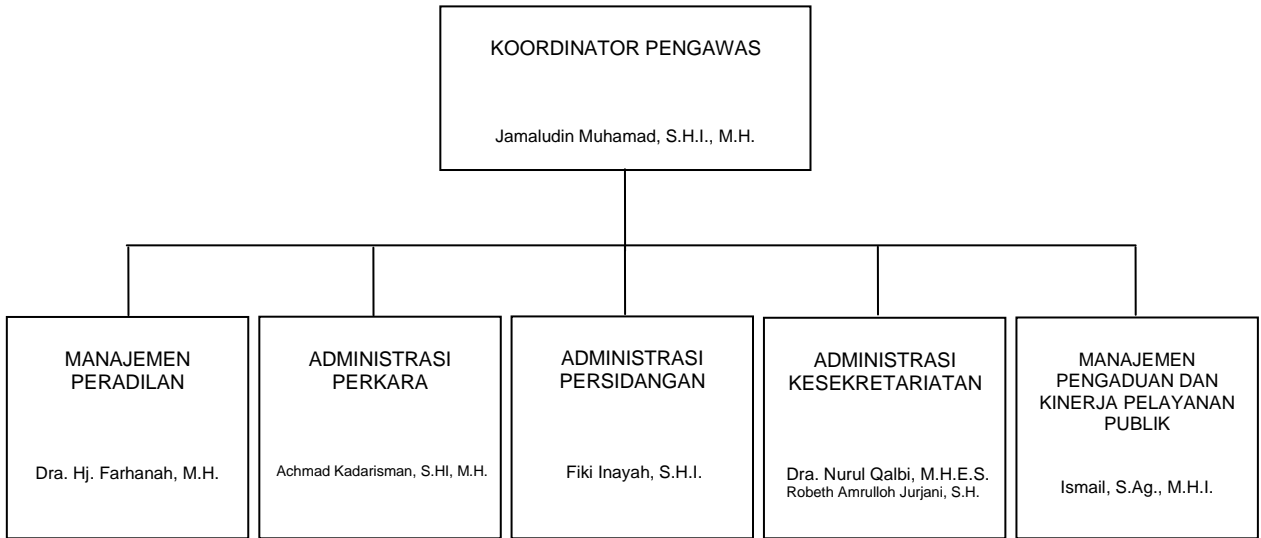 KOORDINATOR PENGAWAS
Jamaludin Muhamad, S.H.I., M.H.
MANAJEMEN
PERADILAN
Dra. Hj. Farhanah, M.H.
ADMINISTRASI
PERKARA
Achmad Kadarisman, S.HI, M.H.
ADMINISTRASI
PERSIDANGAN
Fiki Inayah, S.H.I.
ADMINISTRASI
KESEKRETARIATAN
Dra. Nurul Qalbi, M.H.E.S.
Robeth Amrulloh Jurjani, S.H.
MANAJEMEN
PENGADUAN DAN
KINERJA PELAYANAN
PUBLIK
Ismail, S.Ag., M.H.I.